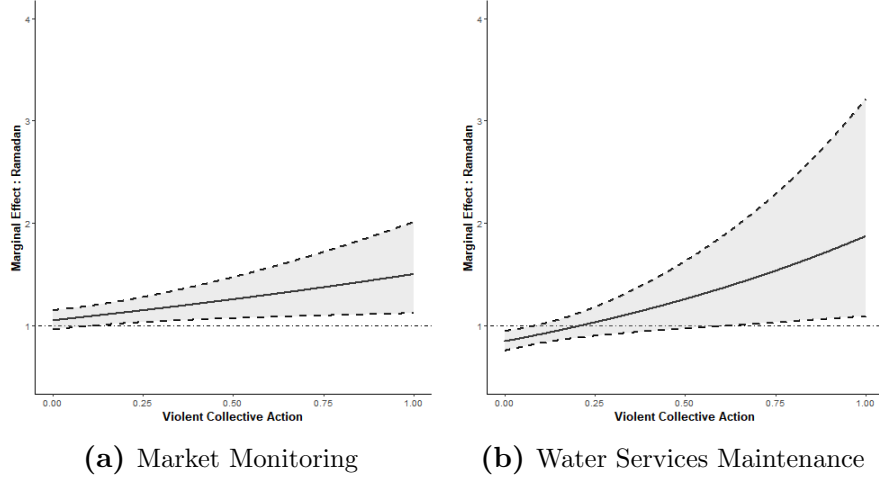 4
3
2
1
Marginal Effect : Ramadan
0.00 0.25 0.50 0.75 1.00
Violent Collective Action
(a) Market Monitoring
4
3
2
1
Marginal Effect : Ramadan
0.00 0.25 0.50 0.75 1.00
Violent Collective Action
(b) Water Services Maintenance